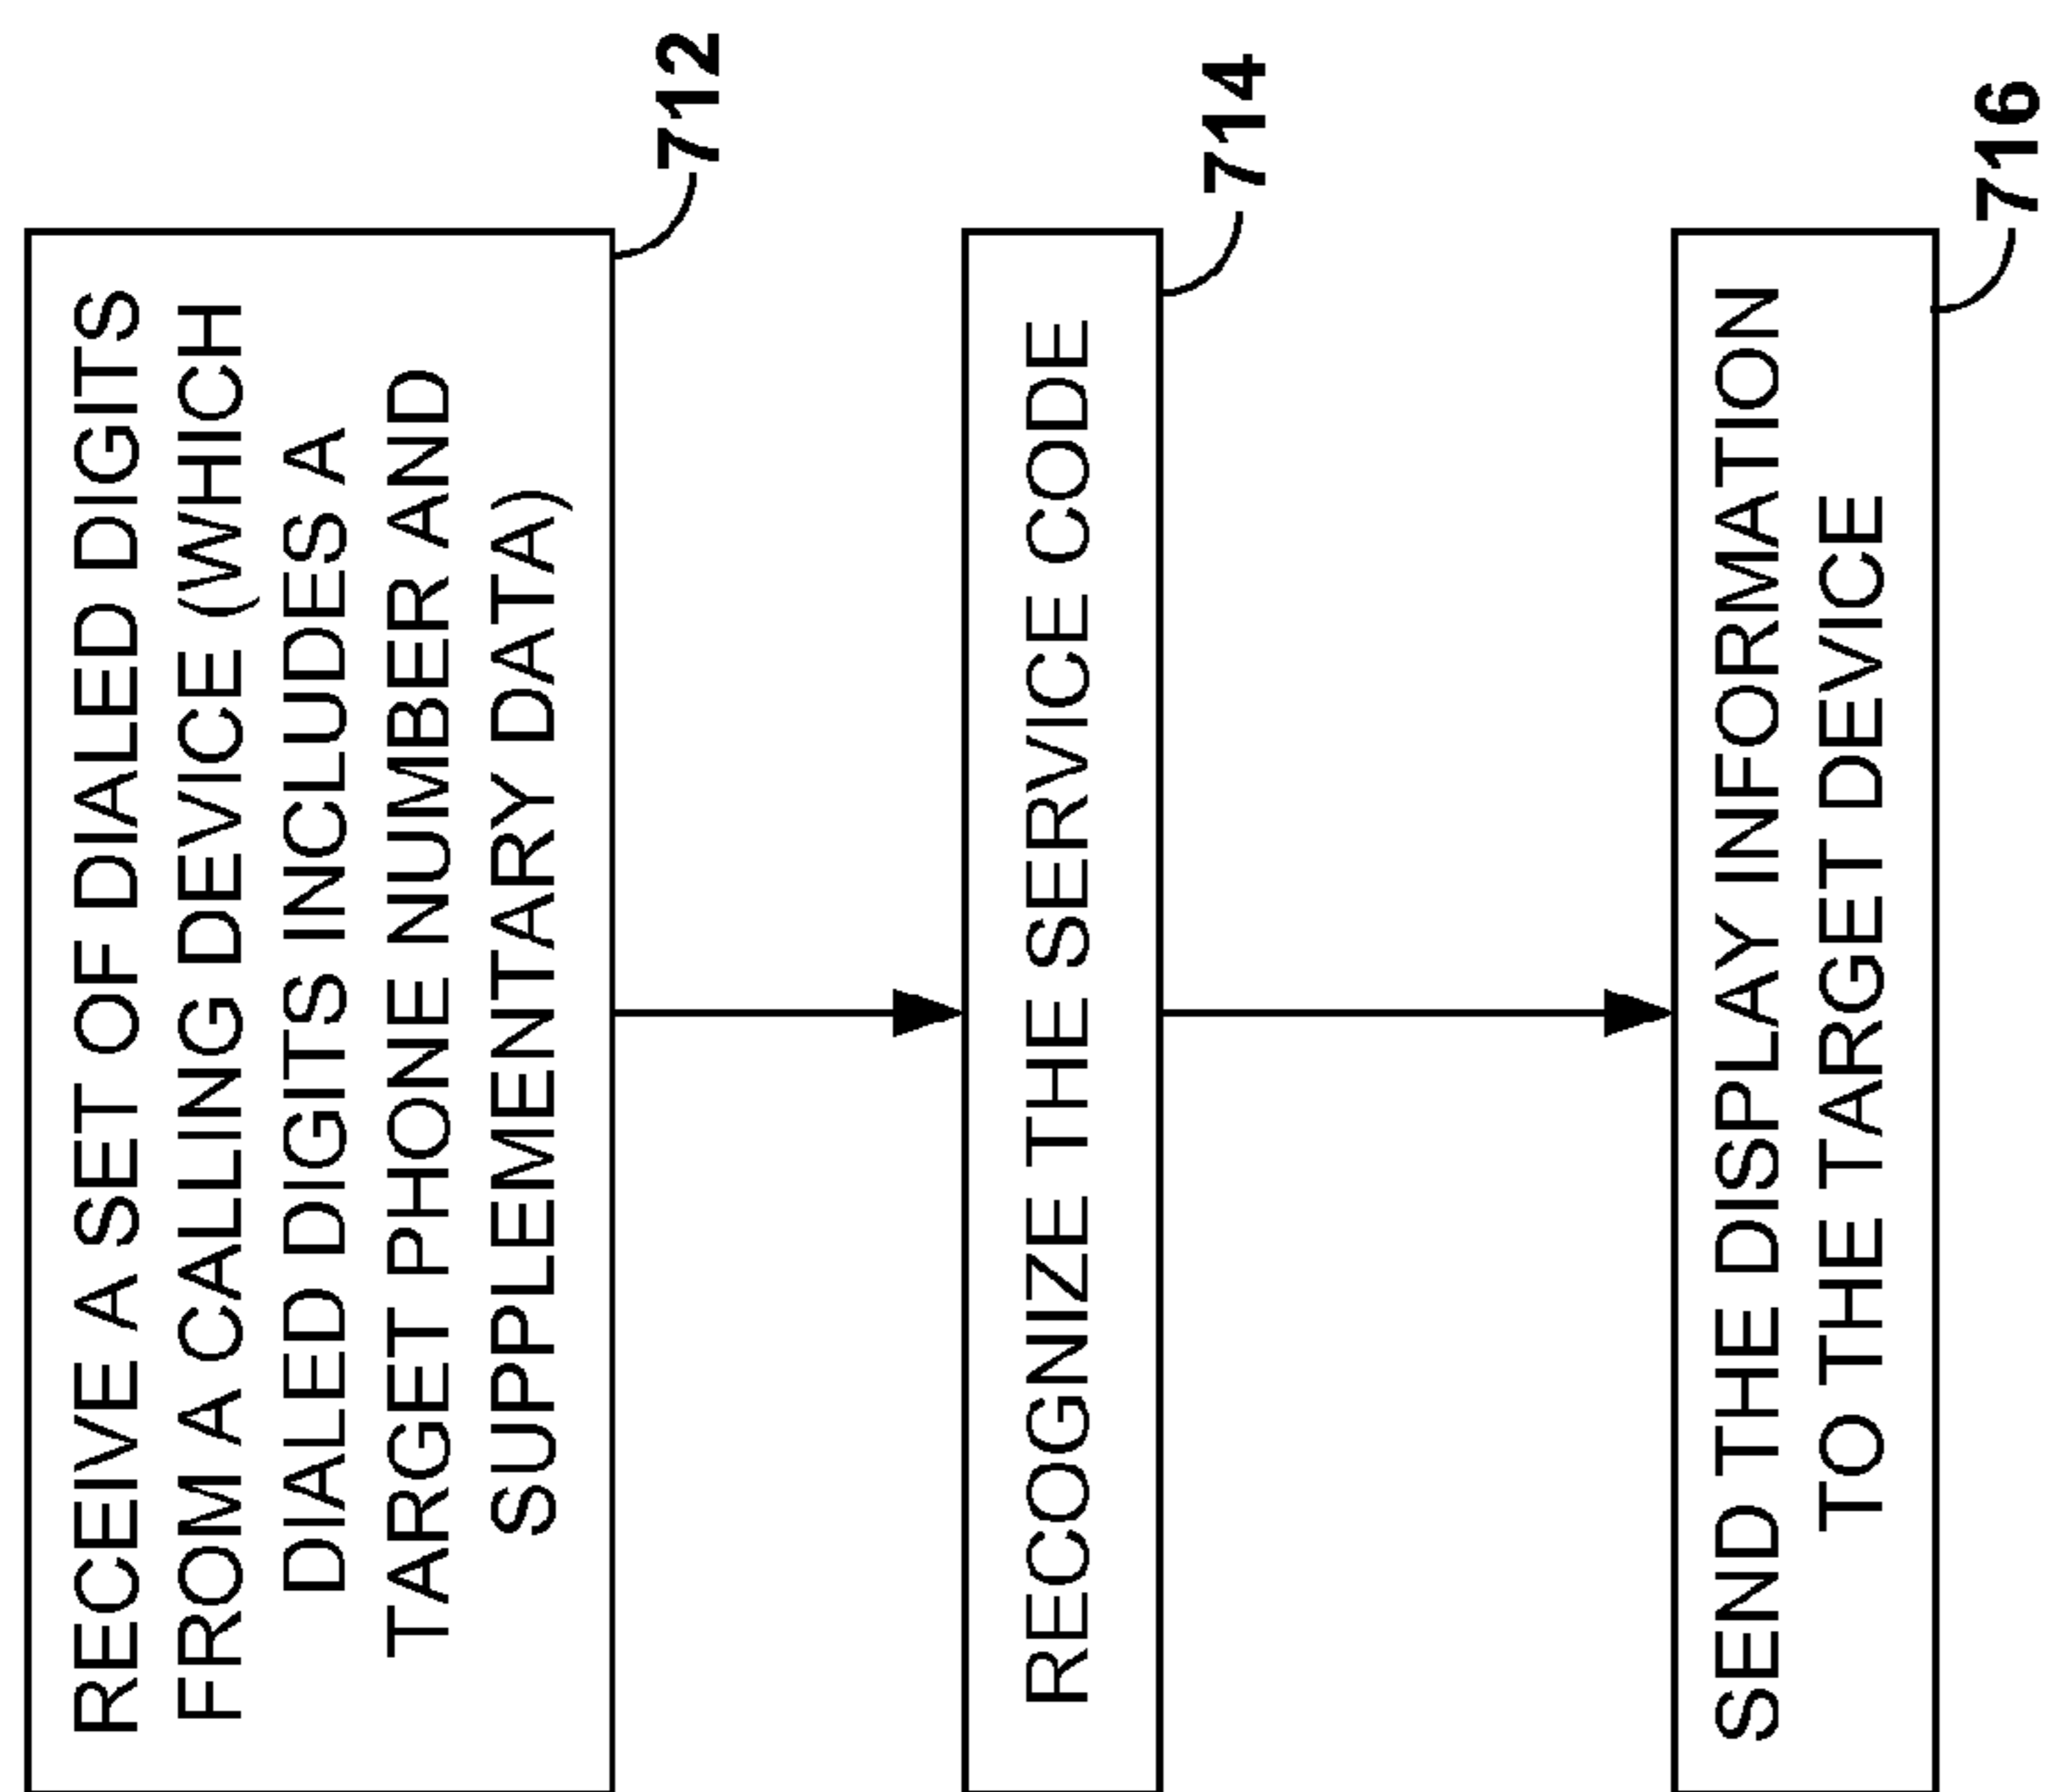 RECEIVE A SET OF DIALED DIGITS
FROM A CALLING DEVICE (WHICH
DIALED DIGITS INCLUDES A
TARGET PHONE NUMBER AND
SUPPLEMENTARY DATA)
712
RECOGNIZE THE SERVICE CODE
714
SEND THE DISPLAY INFORMATION
TO THE TARGET DEVICE
716